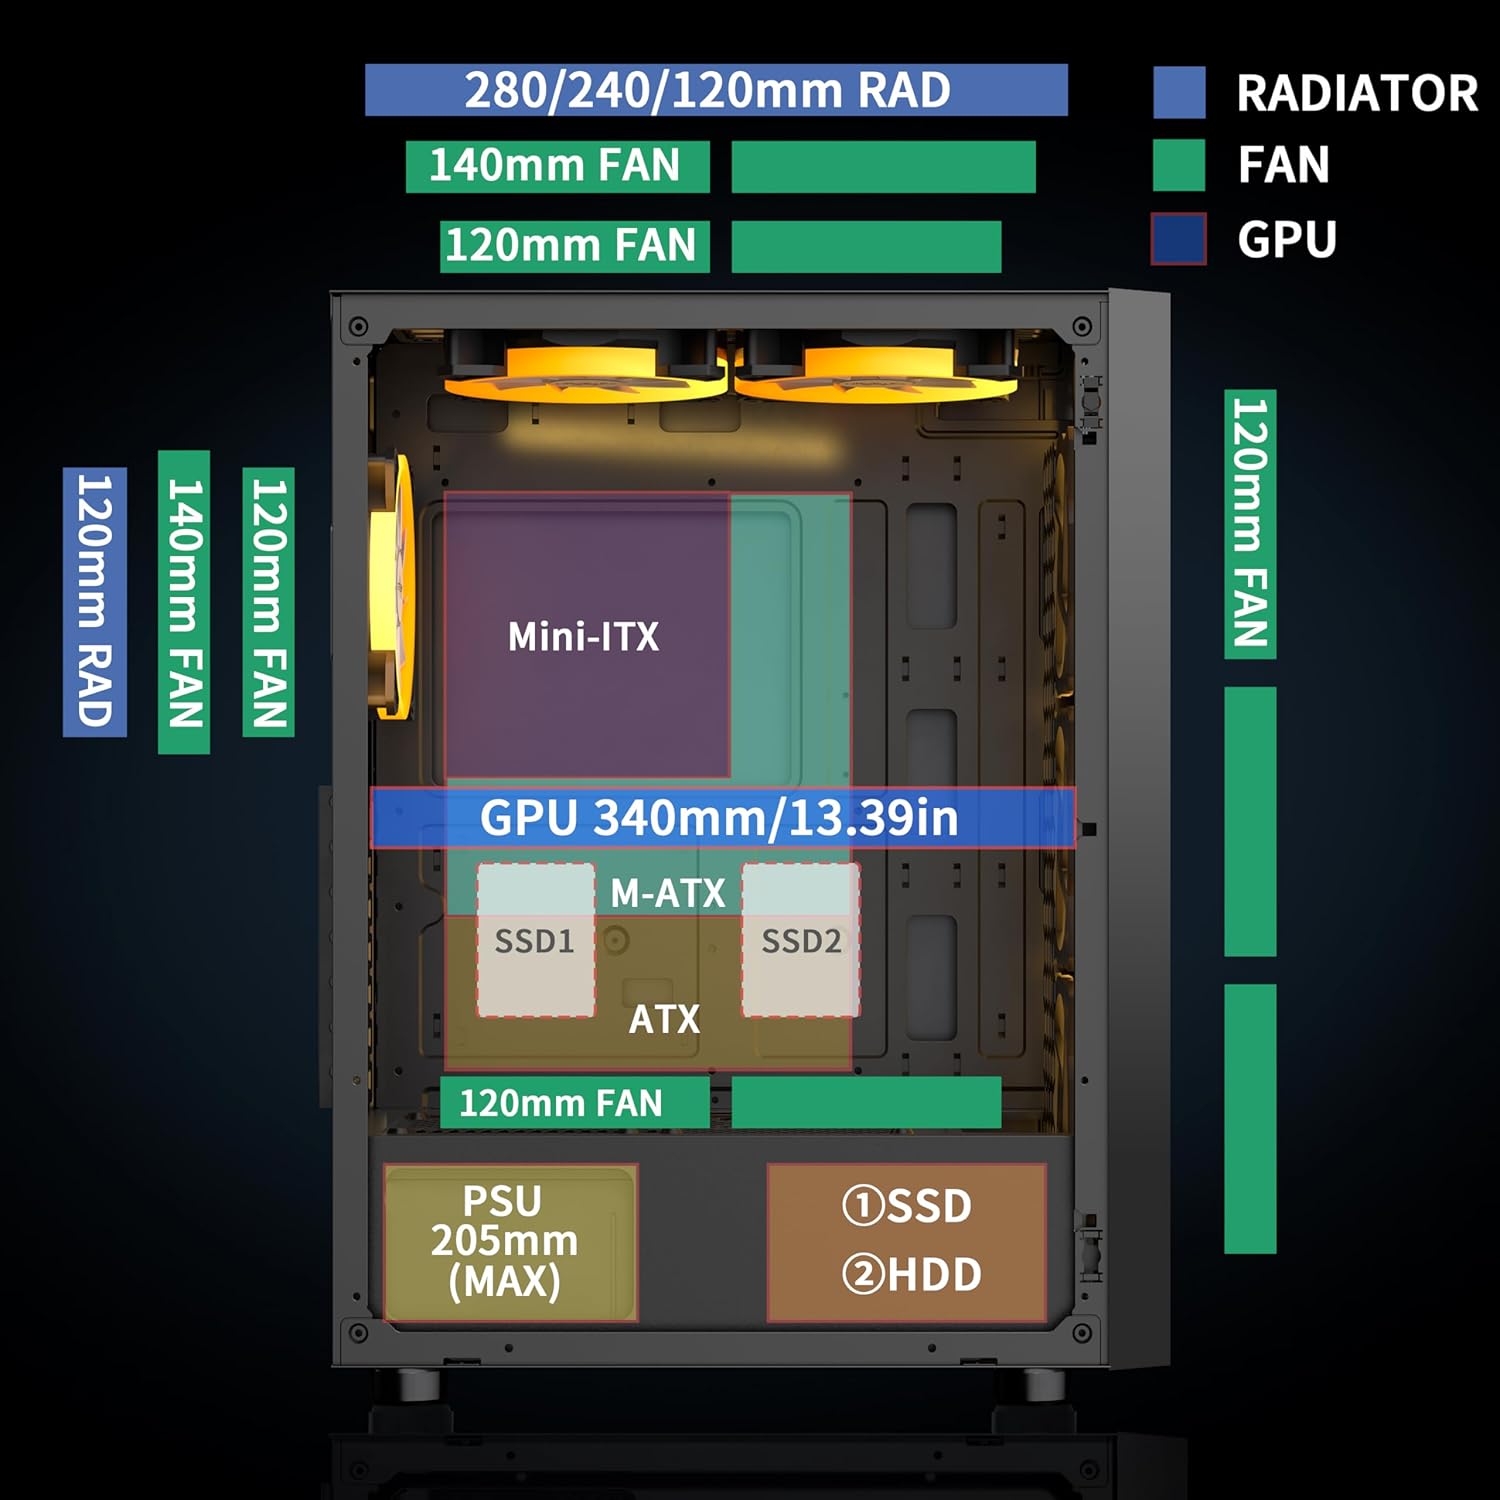 280/240/120mm RAD
140mm FAN
120mm FAN
RADIATOR
FAN
GPU
120mm RAD
140mm FAN
120mm FAN
120mm FAN
Mini-ITX
GPU 340mm/13.39in
M-ATX
SSD1
SSD2
ATX
120mm FAN
PSU
205mm
(MAX)
①SSD
②HDD